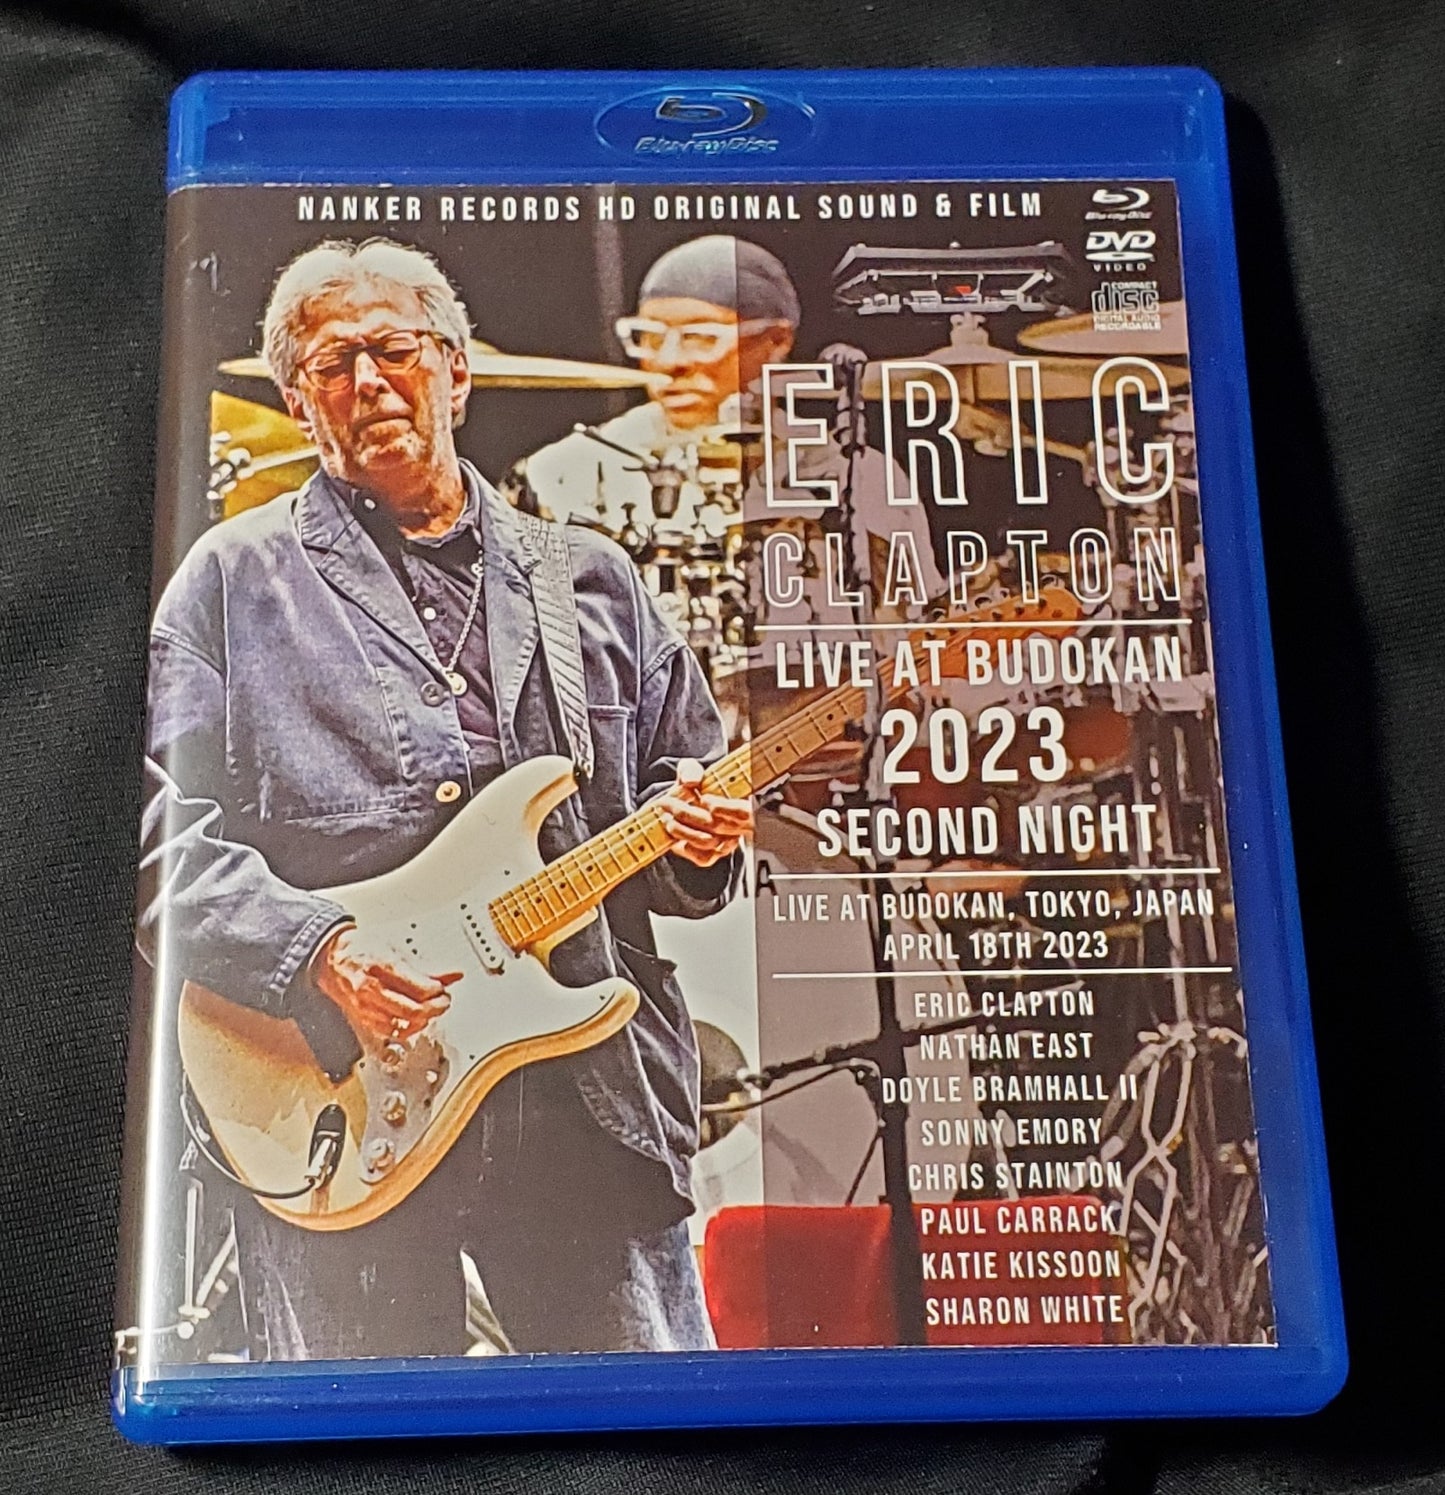 Blu-ray Disc
NANKER RECORDS HD ORIGINAL SOUND & FILM
Blu-ray Disc
DVD
VIDEO
COMPACT
disc
DIGITAL AUDIO
RECORDABLE
ERIC
CLAPTON
LIVE AT BUDOKAN
2023
SECOND NIGHT
LIVE AT BUDOKAN, TOKYO, JAPAN
APRIL 18TH 2023
ERIC CLAPTON
NATHAN EAST
DOYLE BRAMHALL II
SONNY EMORY
CHRIS STAINTON
PAUL CARRACK
KATIE KISSOON
SHARON WHITE